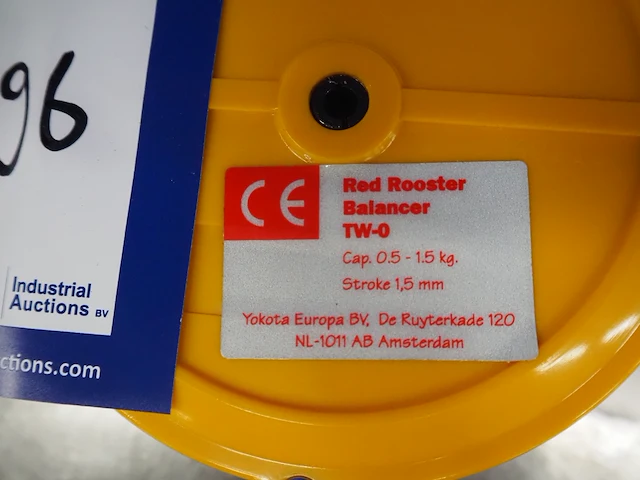 96
Industrial
Auctions BV
ctions.com
CE
Red Rooster
Balancer
TW-0
Cap. 0.5 - 1.5 kg.
Stroke 1,5 mm
Yokota Europa BV, De Ruyterkade 120
NL-1011 AB Amsterdam